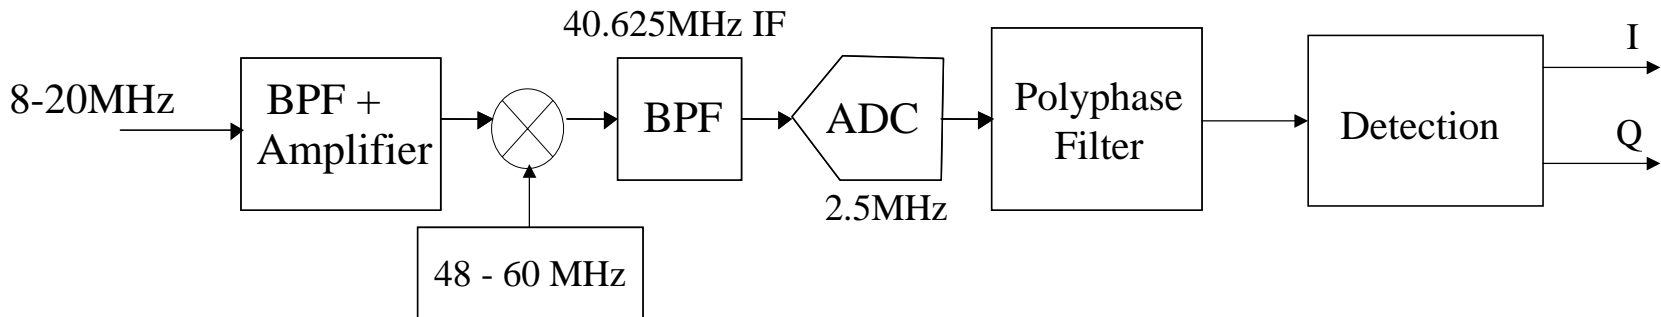 40.625MHz IF
8-20MHz
BPF +
Amplifier
BPF
ADC
2.5MHz
Polyphase
Filter
Detection
I
Q
48 - 60 MHz